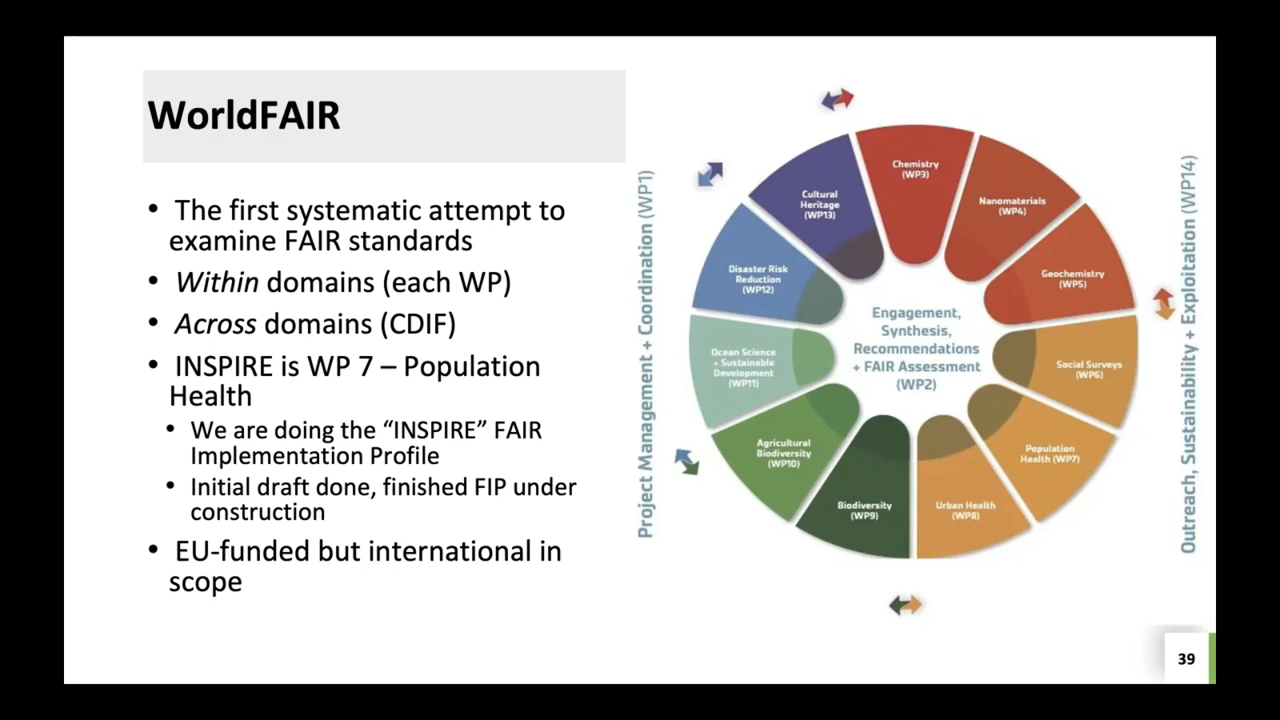 WorldFAIR
• The first systematic attempt to
examine FAIR standards
• Within domains (each WP)
• Across domains (CDIF)
• INSPIRE is WP 7 – Population
Health
• We are doing the “INSPIRE” FAIR
Implementation Profile
• Initial draft done, finished FIP under
construction
• EU-funded but international in
scope
Project Management + Coordination (WP1)
Chemistry
(WP3)
Nanomaterials
(WP4)
Geochemistry
(WP5)
Social Surveys
(WP6)
Population
Health (WP7)
Urban Health
(WP8)
Biodiversity
(WP9)
Agricultural
Biodiversity
(WP10)
Ocean Science
+ Sustainable
Development
(WP11)
Disaster Risk
Reduction
(WP12)
Cultural
Heritage
(WP13)
Engagement,
Synthesis,
Recommendations
+ FAIR Assessment
(WP2)
Outreach, Sustainability + Exploitation (WP14)
39